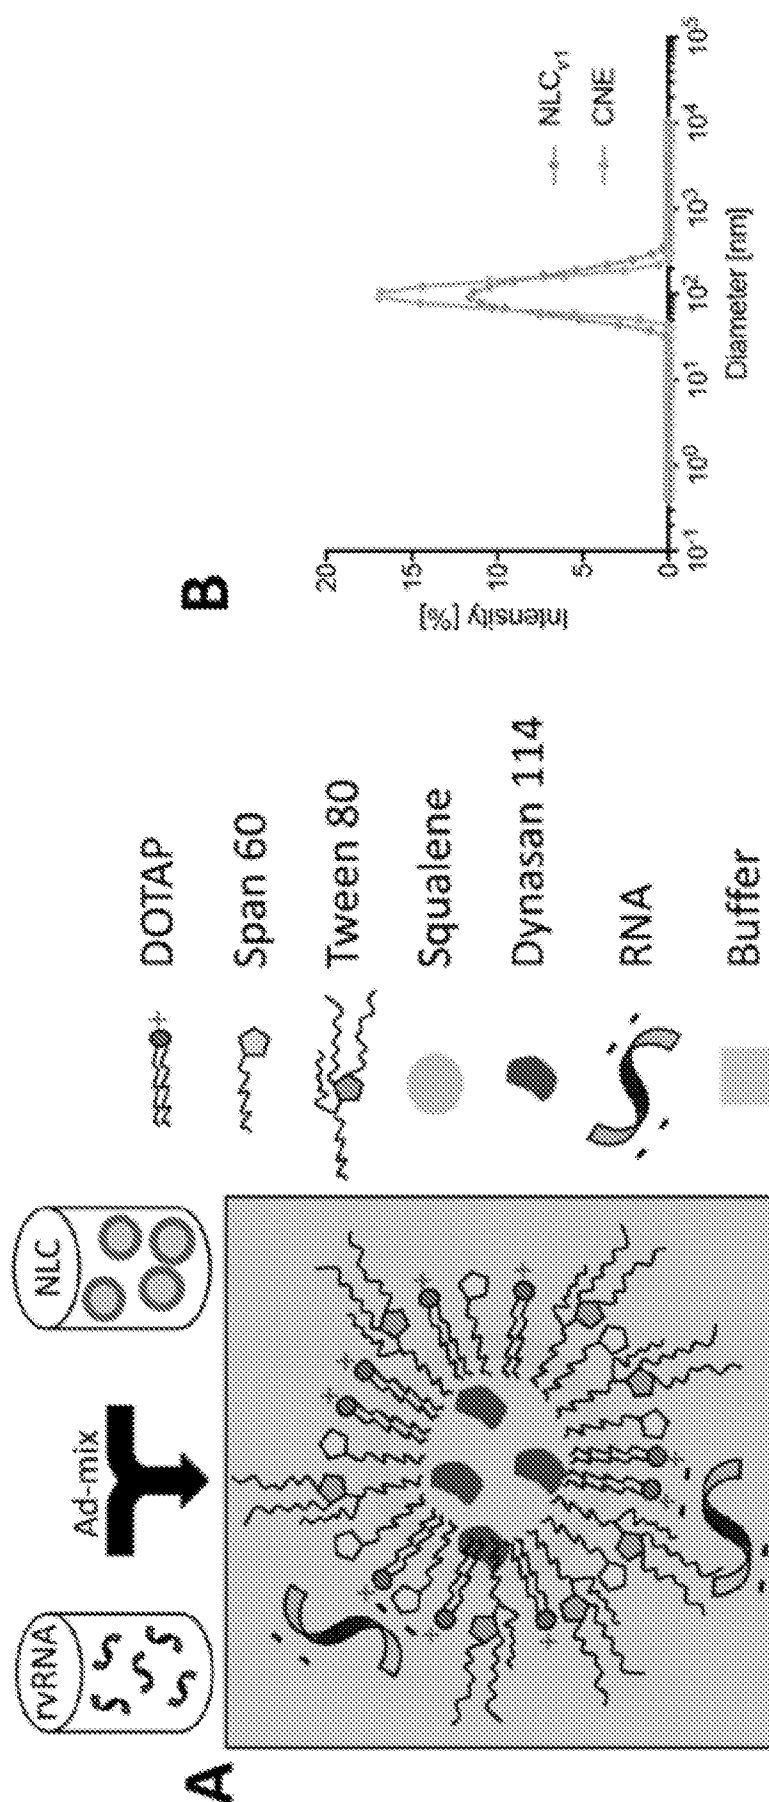 A
rvRNA
Ad-mix
NLC
DOTAP
Span 60
Tween 80
Squalene
Dynasan 114
RNA
Buffer
B
Intensity [%]
20
15
10
5
0
NLCv1
CNE
10-1
100
101
102
103
104
105
Diameter [nm]